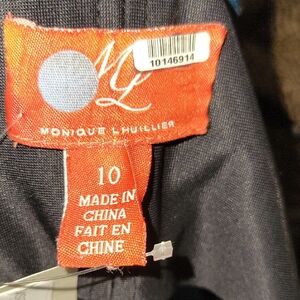 10146914
ML
MONIQUE LHUILLIER
10
MADE IN
CHINA
FAIT EN
CHINE